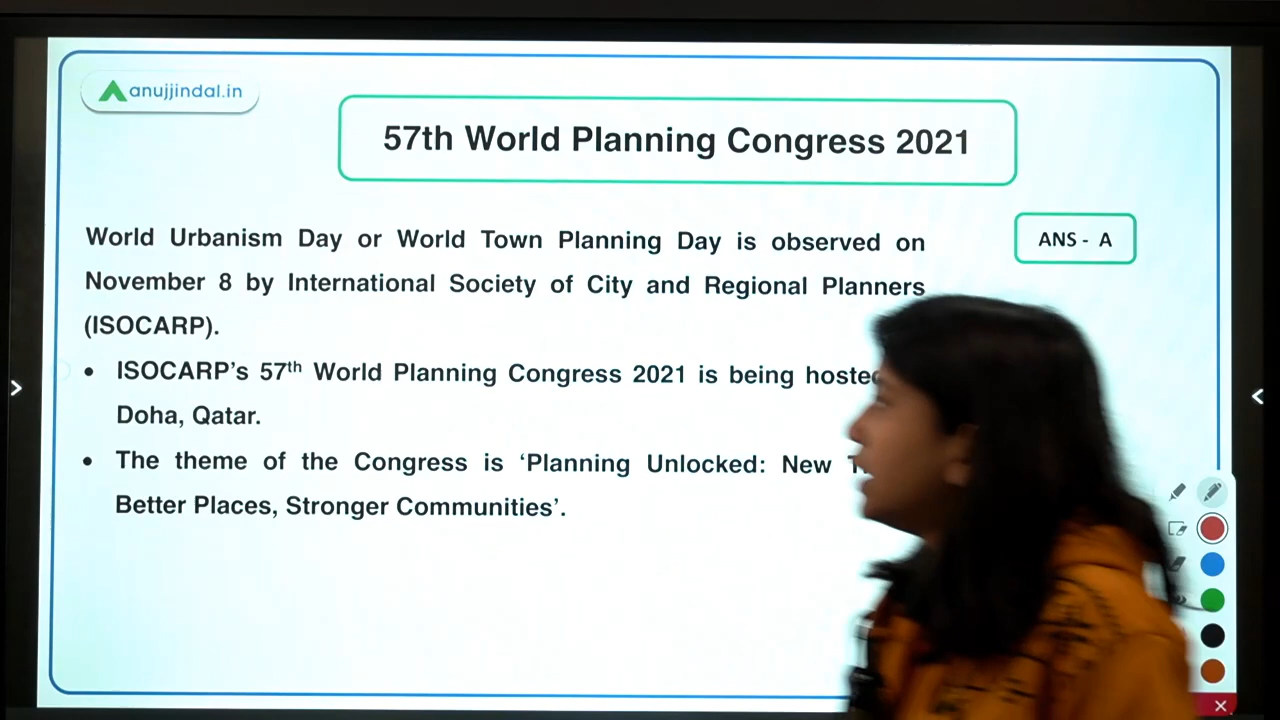 anujjindal.in
57th World Planning Congress 2021
World Urbanism Day or World Town Planning Day is observed on
ANS - A
November 8 by International Society of City and Regional Planners
(ISOCARP).
• ISOCARP's 57th World Planning Congress 2021 is being hosted
Doha, Qatar.
• The theme of the Congress is ‘Planning Unlocked: New
Better Places, Stronger Communities’.